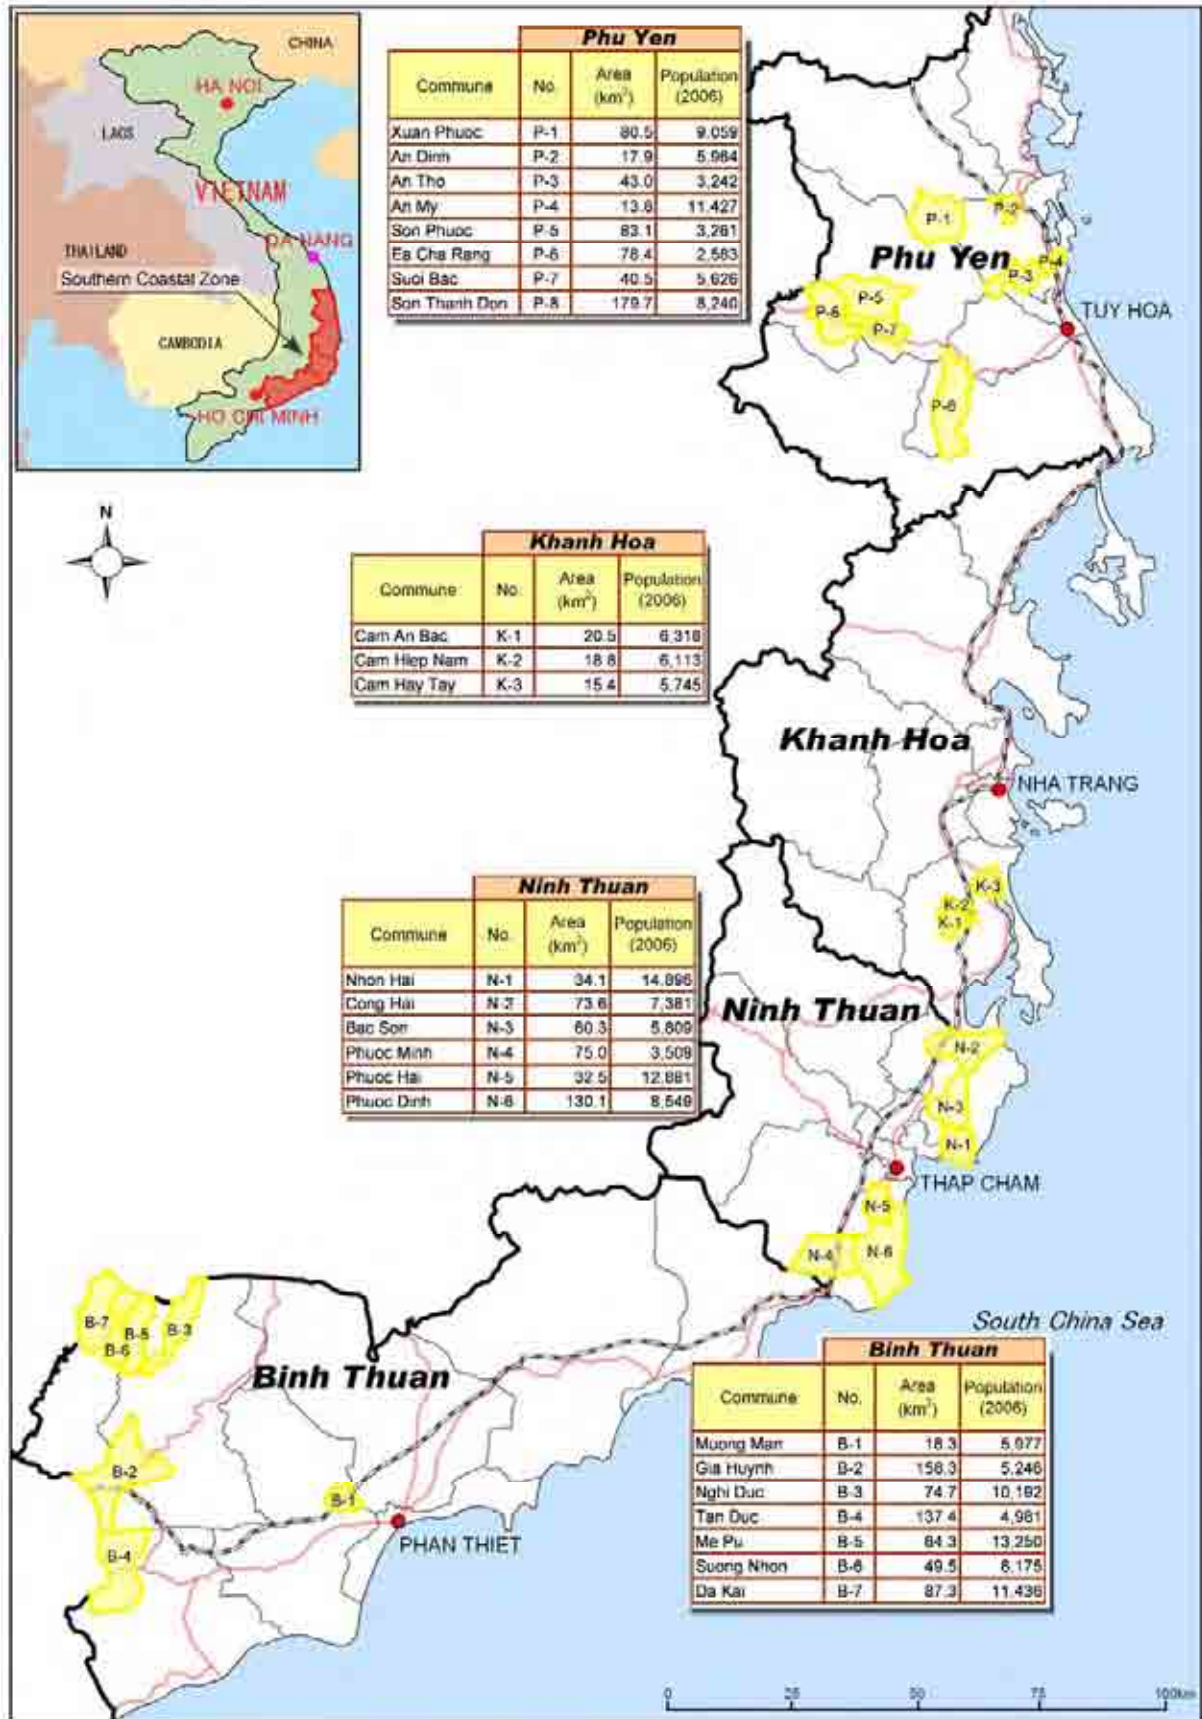 CHINA
HA NOI
LAOS
VIETNAM
DA NANG
THAILAND
Southern Coastal Zone
CAMBODIA
HO CHI MINH
N
Phu Yen
Commune No. Area (km²) Population (2006)
Xuan Phuoc P-1 80.5 9,059
An Dinh P-2 17.9 5,964
An Tho P-3 43.0 3,242
An My P-4 13.6 11,427
Son Phuoc P-5 83.1 3,261
Ea Cha Rang P-6 78.4 2,583
Suoi Bac P-7 40.5 5,626
Son Thanh Don P-8 179.7 8,240
P-1
P-2
Phu Yen
P-4
P-3
P-5
P-6
P-7
TUY HOA
P-8
Khanh Hoa
Commune No. Area (km²) Population (2006)
Cam An Bac K-1 20.5 6,318
Cam Hiep Nam K-2 18.8 6,113
Cam Hay Tay K-3 15.4 5,745
Khanh Hoa
NHA TRANG
K-3
K-2
K-1
Ninh Thuan
Commune No. Area (km²) Population (2006)
Nhon Hai N-1 34.1 14,896
Cong Hai N-2 73.6 7,381
Bac Son N-3 60.3 5,809
Phuoc Minh N-4 75.0 3,509
Phuoc Hai N-5 32.5 12,881
Phuoc Dinh N-6 130.1 8,549
Ninh Thuan
N-2
N-3
N-1
THAP CHAM
N-5
N-4
N-6
South China Sea
B-7
B-5
B-3
B-6
Binh Thuan
B-2
B-1
PHAN THIET
B-4
Binh Thuan
Commune No. Area (km²) Population (2006)
Muong Man B-1 18.3
Gia Huynh B-2 5,246
Nghi Duc B-3 74.7 10,192
Tan Duc B-4 137.4 4,981
Me Pu B-5 64.3 13,250
Suong Nhon B-6 49.5
Da Kai B-7 87.3 11,436
0 25 50 75 100km